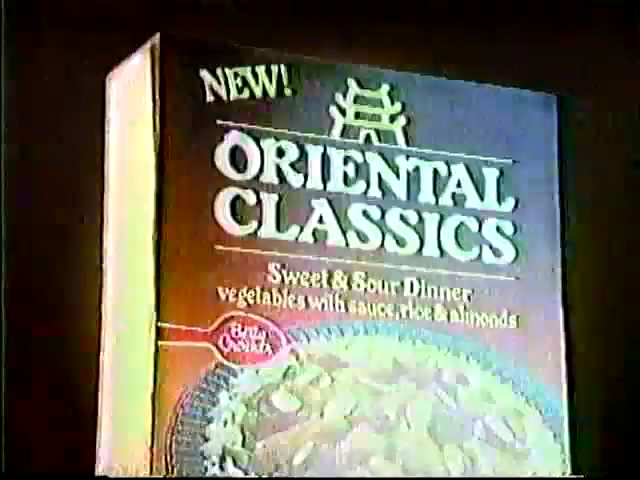 NEW!
ORIENTAL
CLASSICS
Sweet & Sour Dinner
vegetables with sauce, rice & almonds
Betty
Crocker